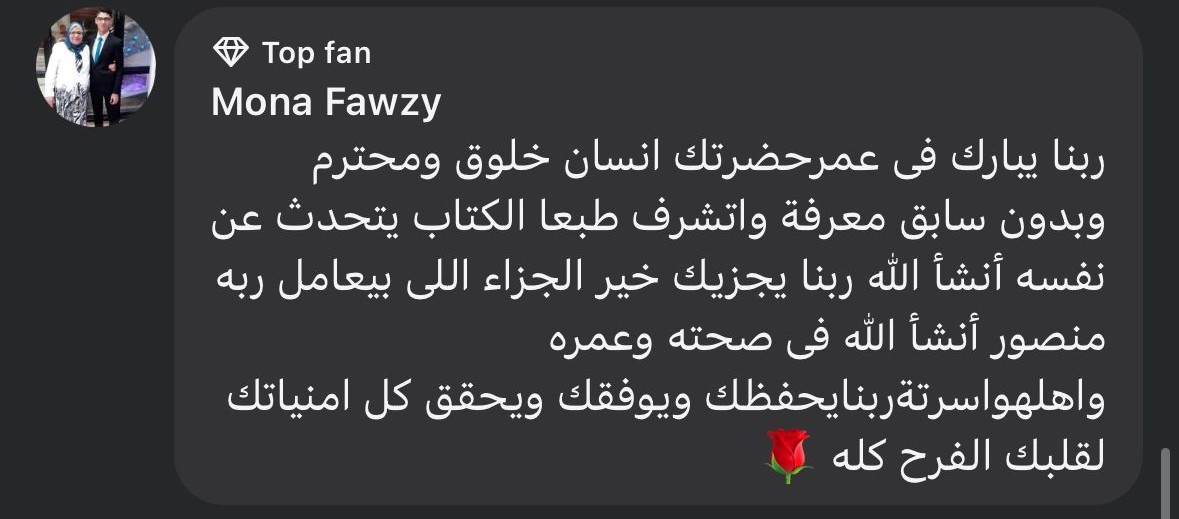 Top fan
Mona Fawzy
ربنا يبارك فى عمرحضرتك انسان خلوق ومحترم
وبدون سابق معرفة واتشرف طبعا الكتاب يتحدث عن
نفسه أنشأ الله ربنا يجزيك خير الجزاء اللى بيعامل ربه
منصور أنشأ الله فى صحته وعمره
واهلهواسرتةربنايحفظك ويوفقك ويحقق كل امنياتك
لقلبك الفرح كله 🌹